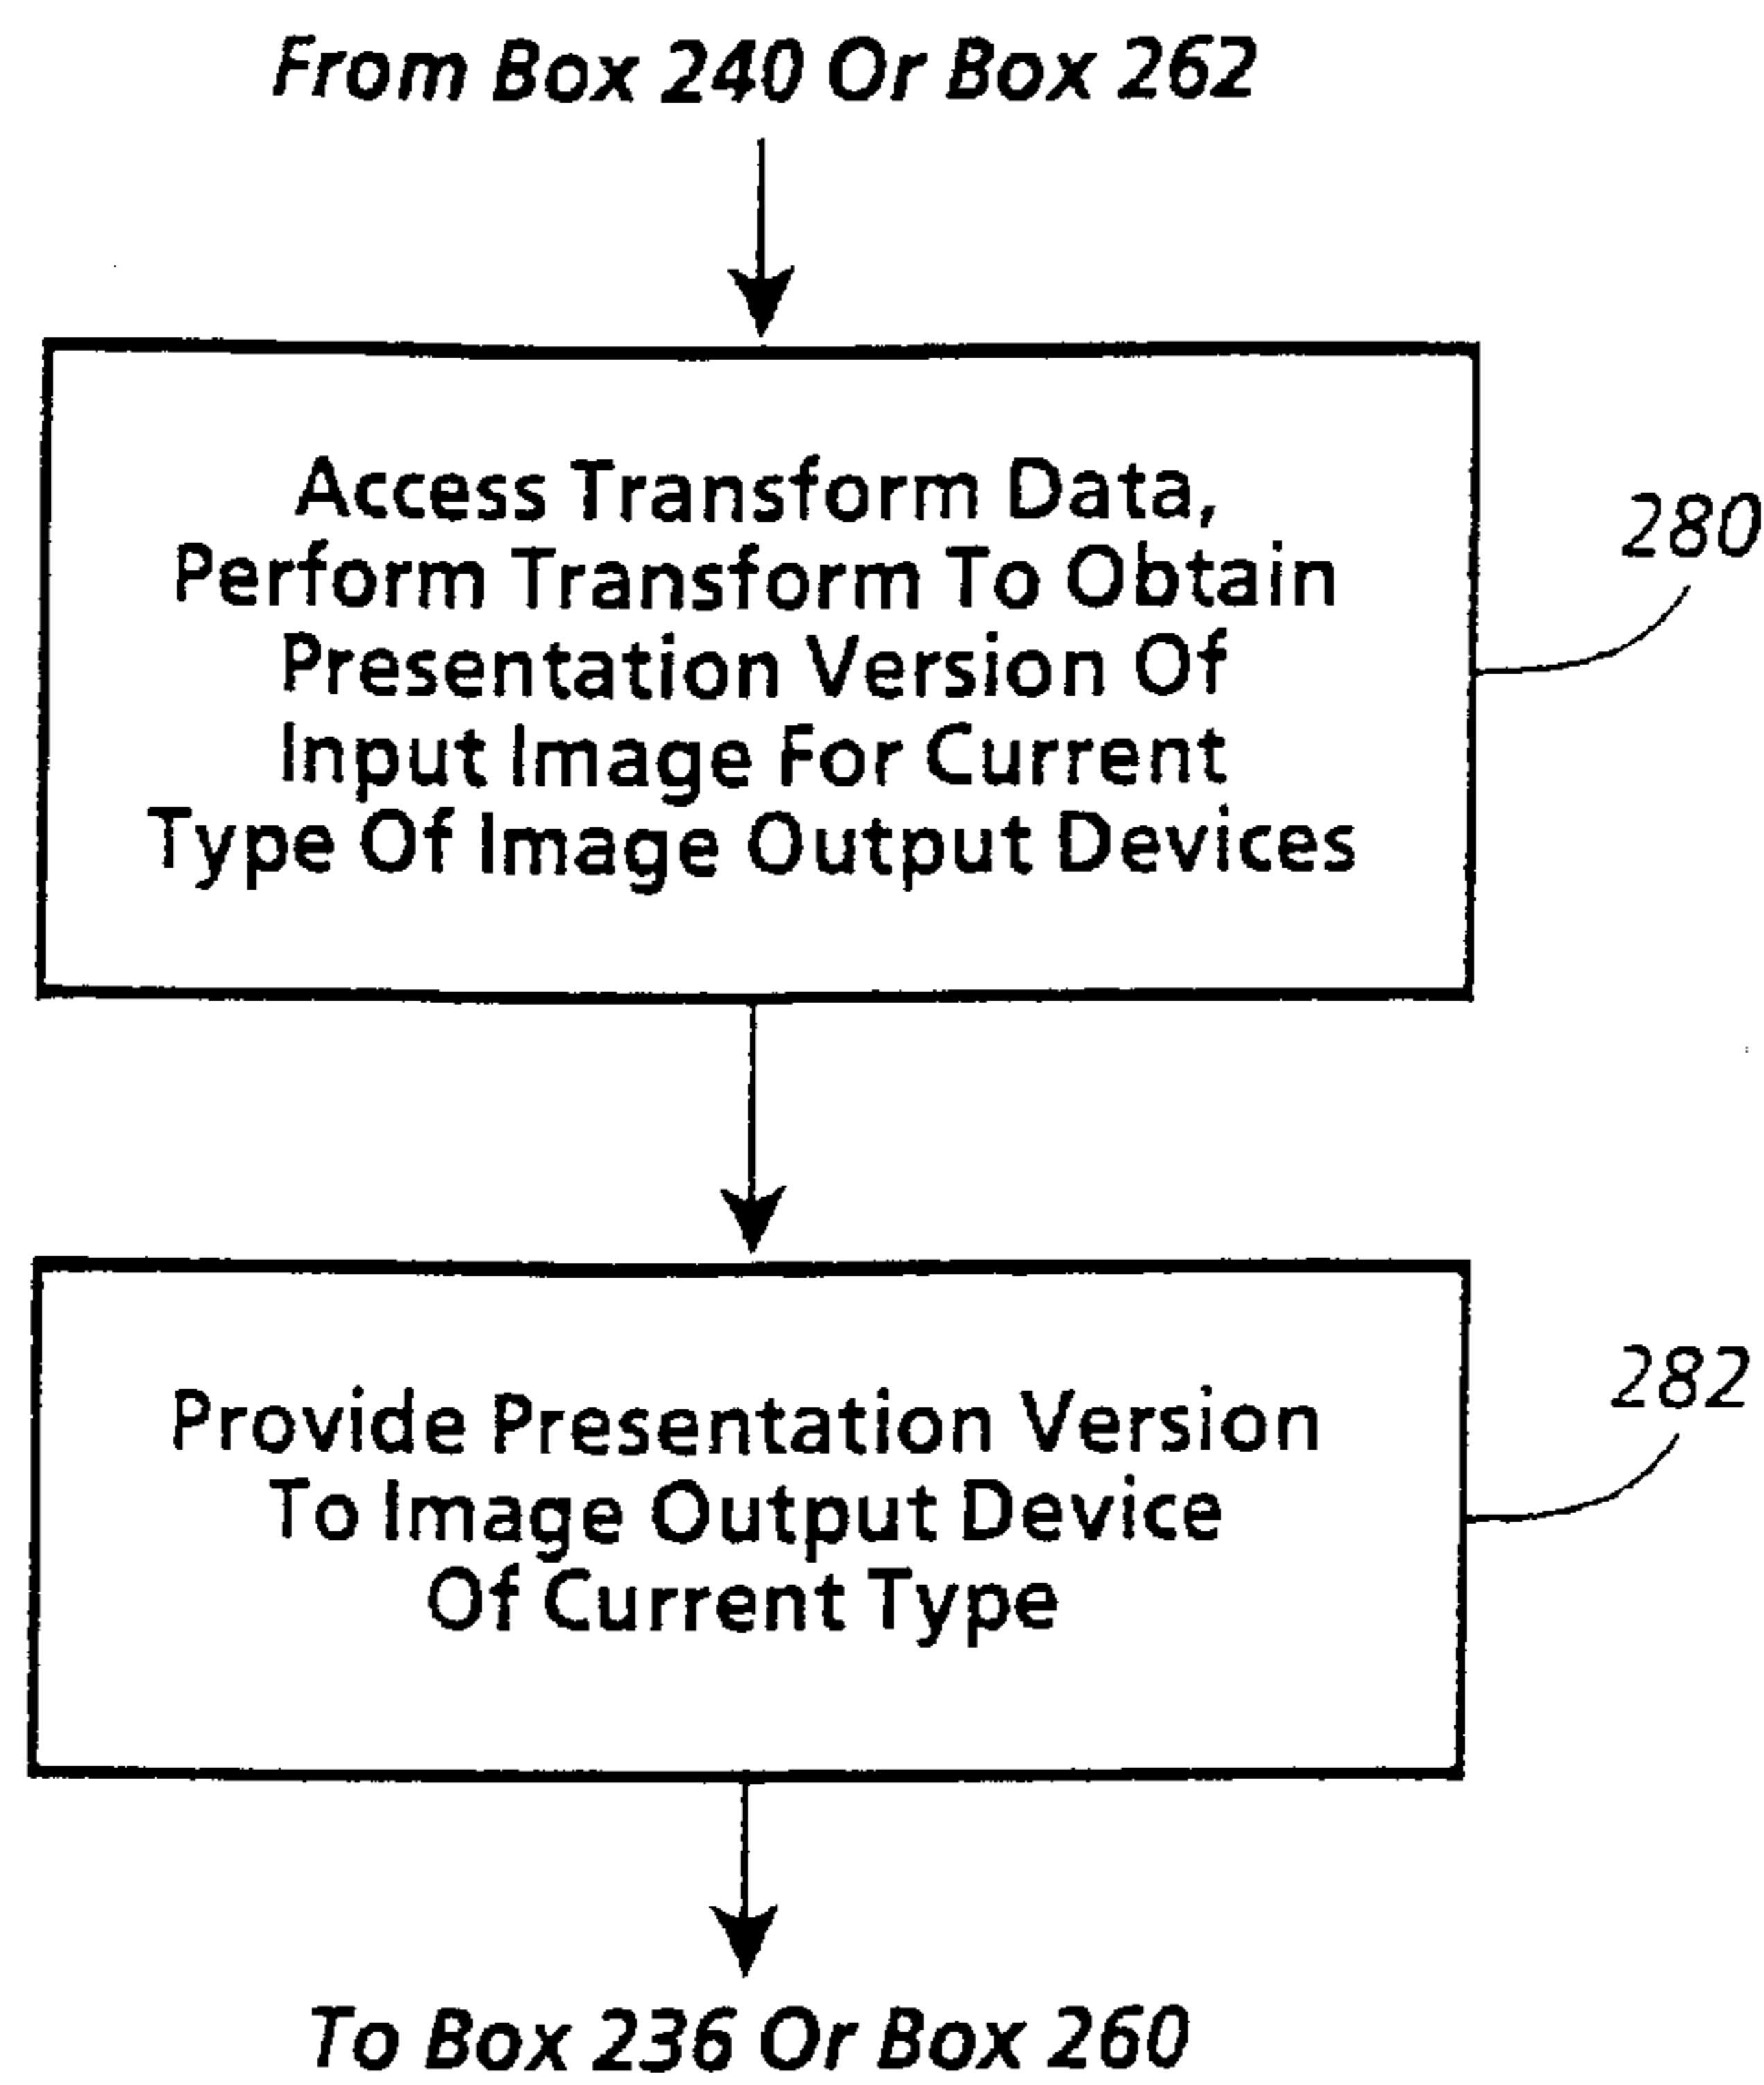 From Box 240 Or Box 262
Access Transform Data,
Perform Transform To Obtain
Presentation Version Of
Input Image For Current
Type Of Image Output Devices
280
Provide Presentation Version
To Image Output Device
Of Current Type
282
To Box 236 Or Box 260